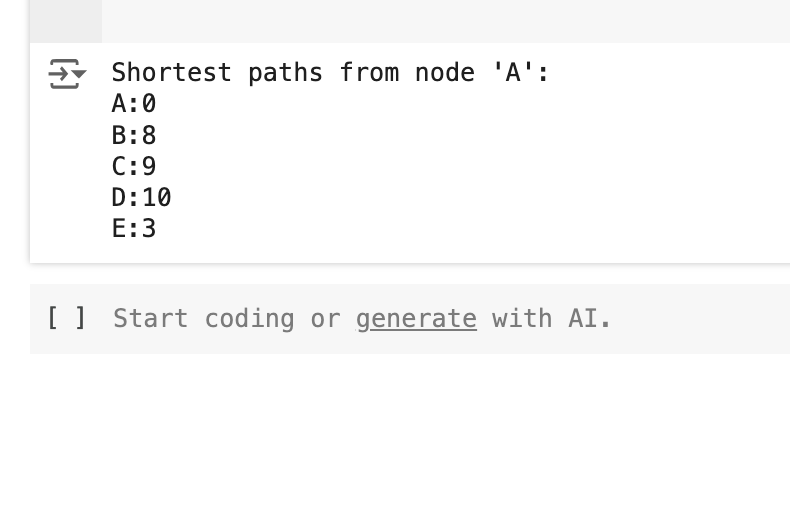 Shortest paths from node 'A':
A:0
B:8
C:9
D:10
E:3
[ ] Start coding or generate with AI.